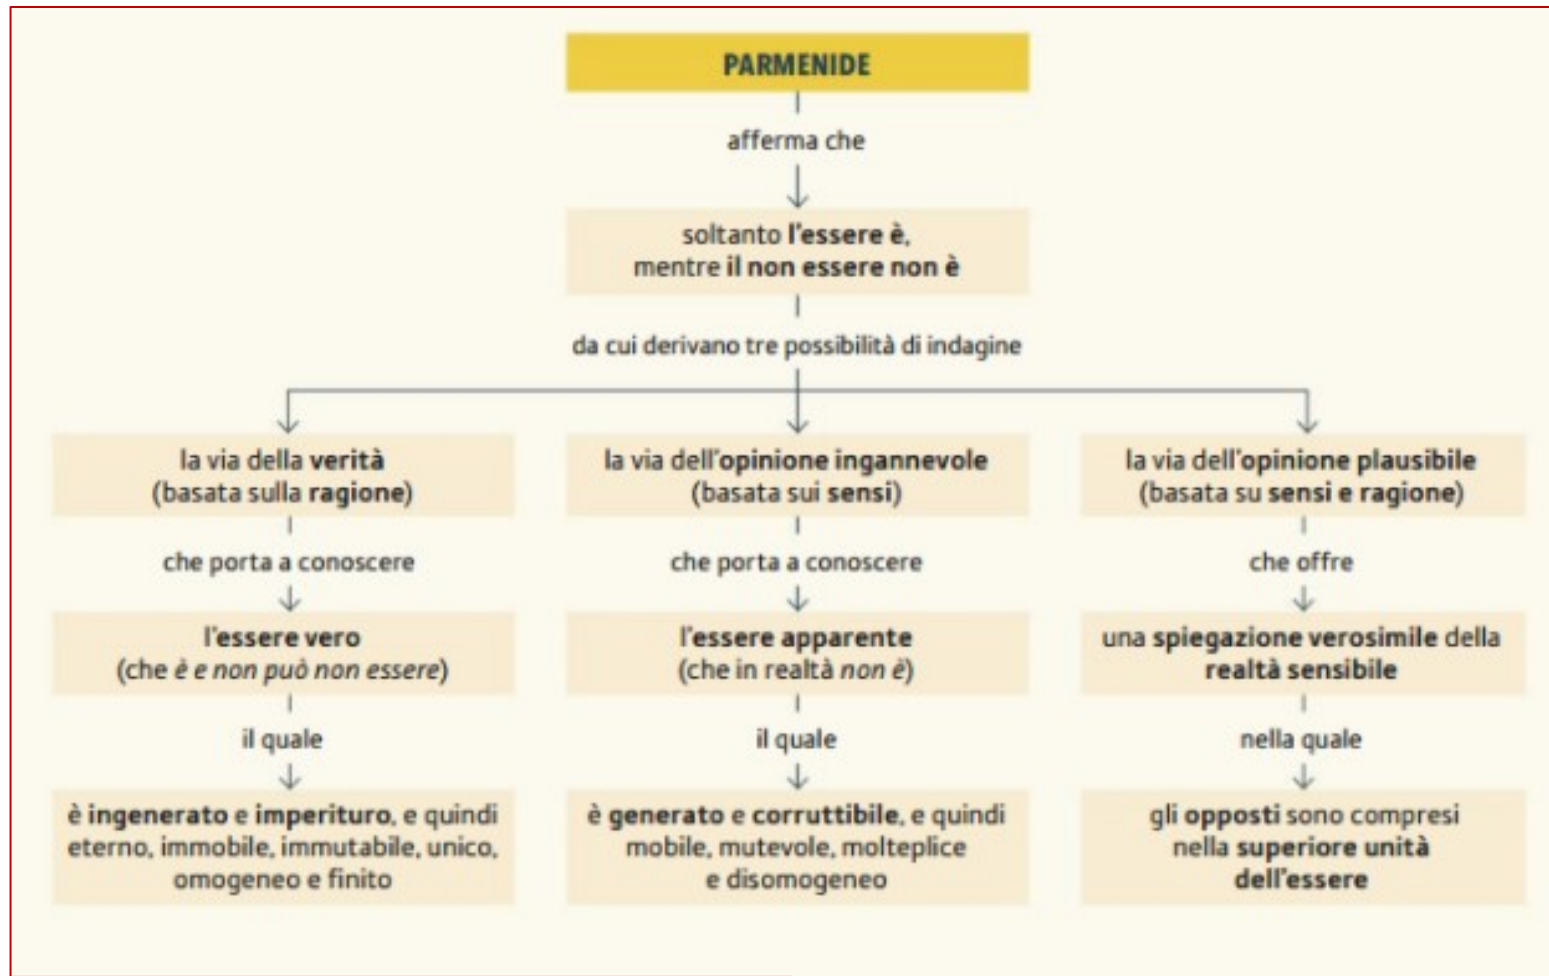 PARMENIDE
afferma che
soltanto l'essere è,
mentre il non essere non è
da cui derivano tre possibilità di indagine
la via della verità
(basata sulla ragione)
che porta a conoscere
l'essere vero
(che è e non può non essere)
il quale
è ingenerato e imperituro, e quindi
eterno, immobile, immutabile, unico,
omogeneo e finito
la via dell'opinione ingannevole
(basata sui sensi)
che porta a conoscere
l'essere apparente
(che in realtà non è)
il quale
è generato e corruttibile, e quindi
mobile, mutevole, molteplice
e disomogeneo
la via dell'opinione plausibile
(basata su sensi e ragione)
che offre
una spiegazione verosimile della
realtà sensibile
nella quale
gli opposti sono compresi
nella superiore unità
dell'essere